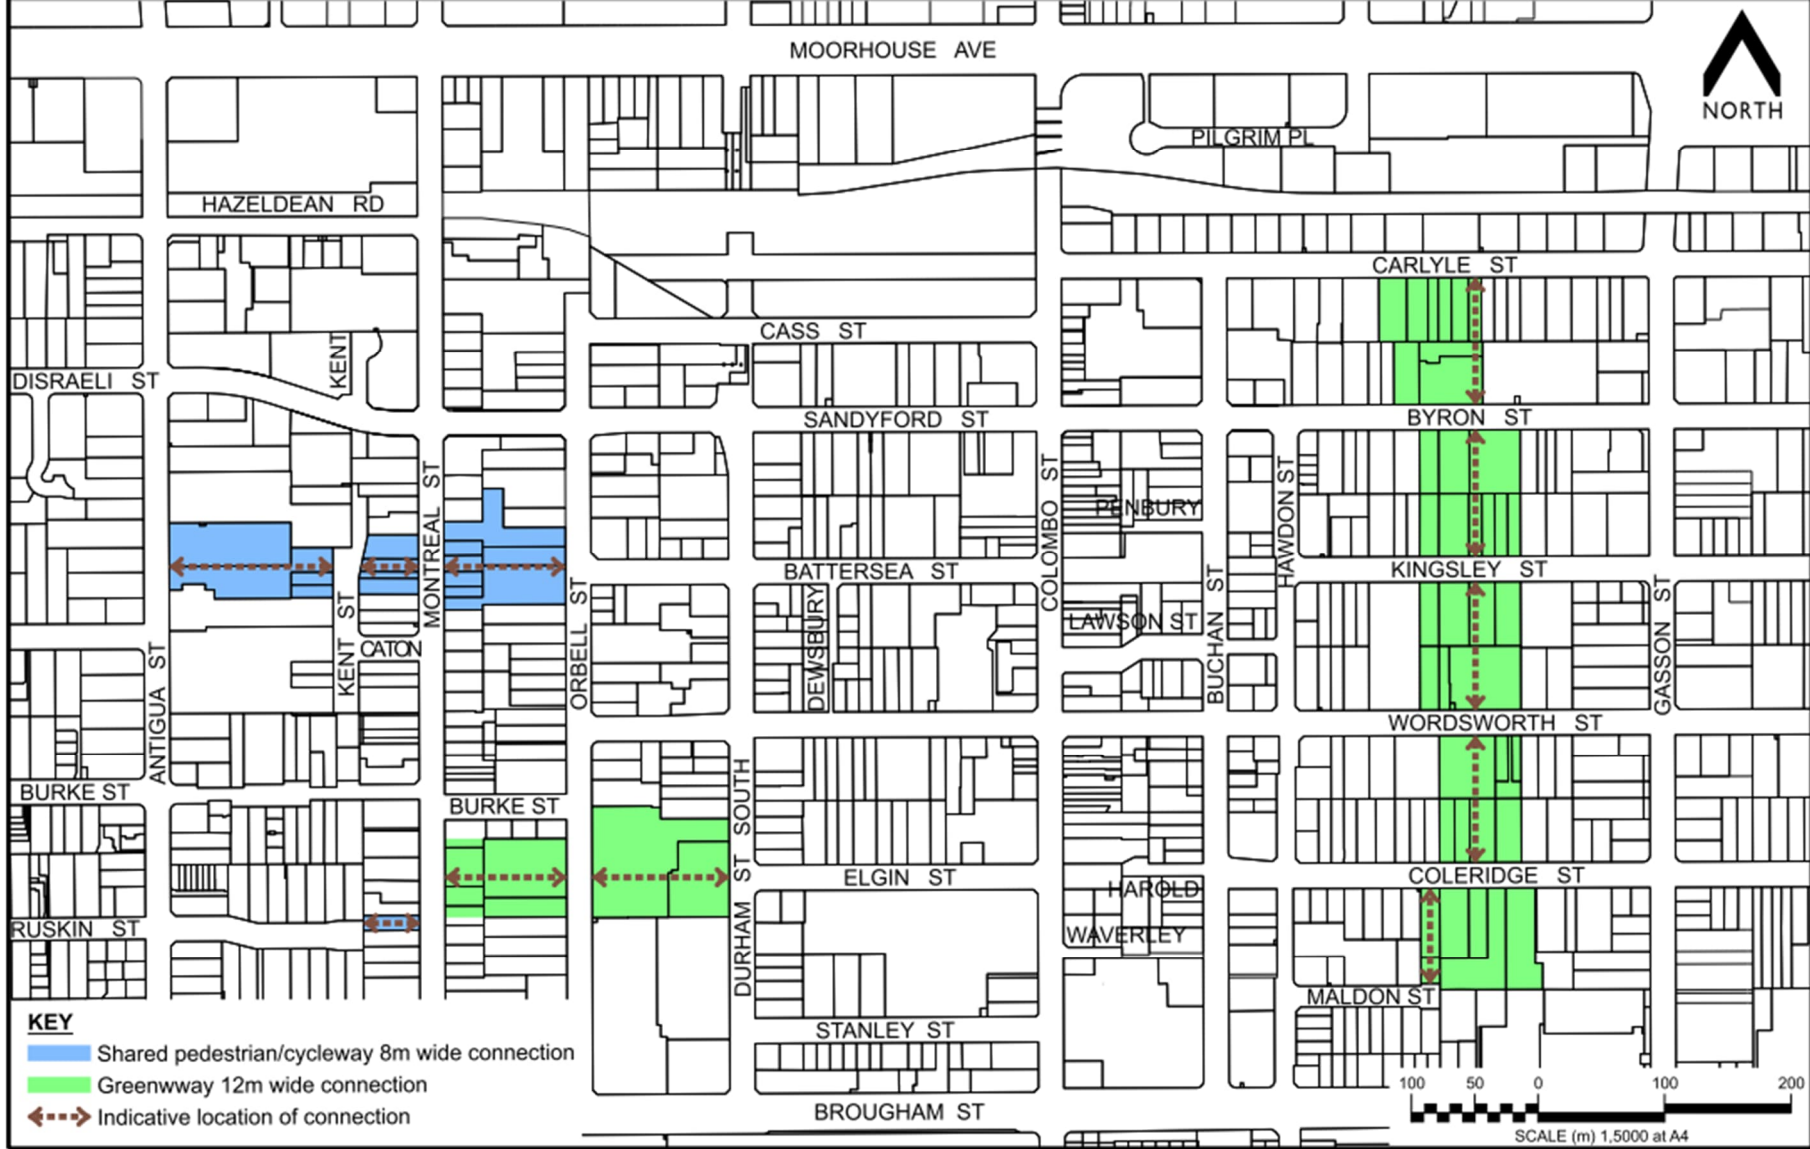 MOORHOUSE AVE
NORTH
PILGRIM PL
HAZELDEAN RD
CARLYLE ST
CASS ST
KENT
DISRAELI ST
SANDYFORD ST
BYRON ST
MONTREAL ST
COLOMBO ST
PENBURY
HAWDON ST
BATTERSEA ST
KINGSLEY ST
KENT ST
ORBELL ST
DEWSBURY
LAWSON ST
BUCHAN ST
GASSON ST
CATON
ANTIGUA ST
WORDSWORTH ST
BURKE ST
BURKE ST
DURHAM ST SOUTH
ELGIN ST
HAROLD
COLERIDGE ST
RUSKIN ST
WAVERLEY
MALDON ST
STANLEY ST
BROUGHAM ST
KEY
Shared pedestrian/cycleway 8m wide connection
Greenwway 12m wide connection
Indicative location of connection
100 50 0 100 200
SCALE (m) 1,5000 at A4